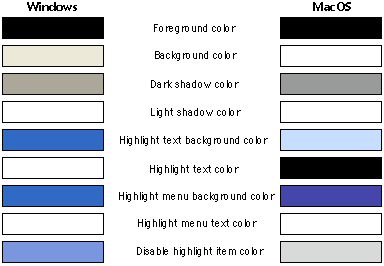 Windows MacOS
Foreground color
Background color
Dark shadow color
Light shadow color
Highlight text background color
Highlight text color
Highlight menu background color
Highlight menu text color
Disable highlight item color